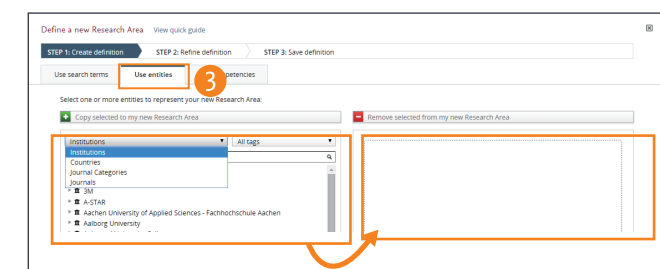 Define a new Research Area View quick guide
STEP 1: Create definition STEP 2: Refine definition STEP 3: Save definition
Use search terms Use entities 3
Select one or more entities to represent your new Research Area:
Copy selected to my new Research Area Remove selected from my new Research Area
Institutions All tags
Institutions
Countries
Journal Categories
Journals
3M
A-STAR
Aachen University of Applied Sciences - Fachhochschule Aachen
Aalborg University